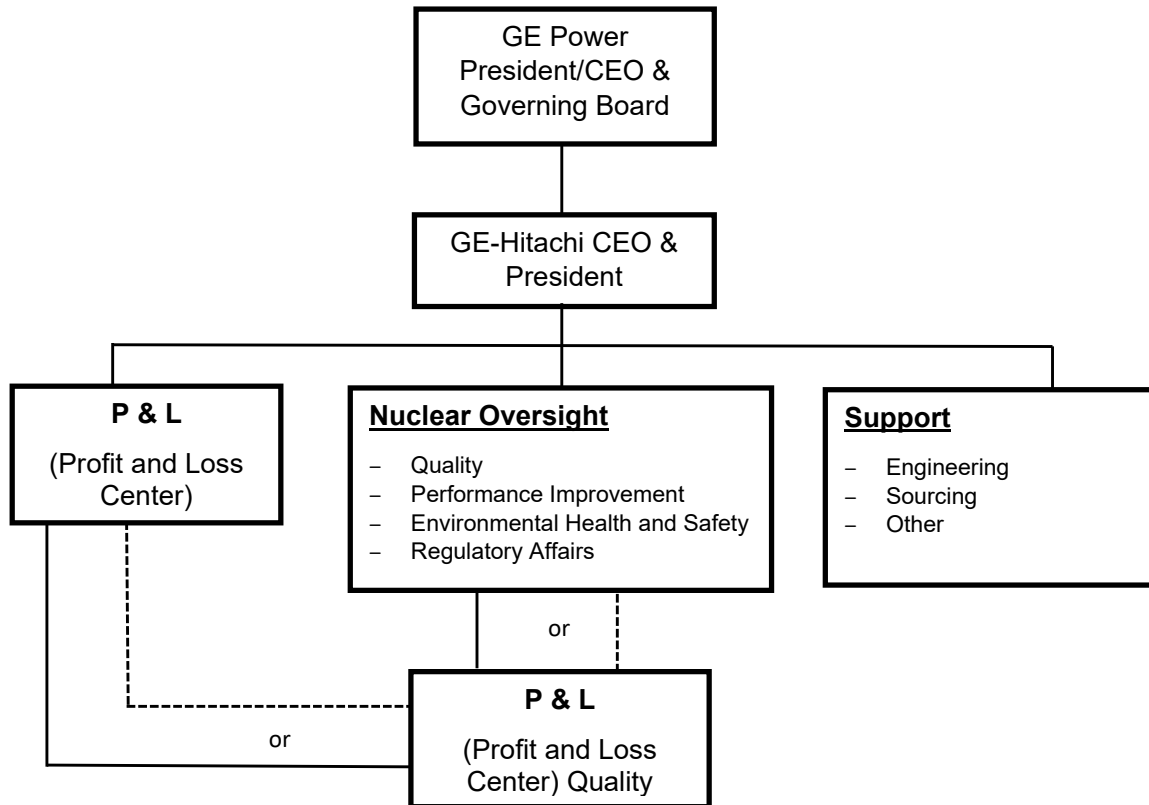 GE Power
President/CEO &
Governing Board
GE-Hitachi CEO &
President
P & L
(Profit and Loss
Center)
Nuclear Oversight
– Quality
– Performance Improvement
– Environmental Health and Safety
– Regulatory Affairs
Support
– Engineering
– Sourcing
– Other
or
or
P & L
(Profit and Loss
Center) Quality